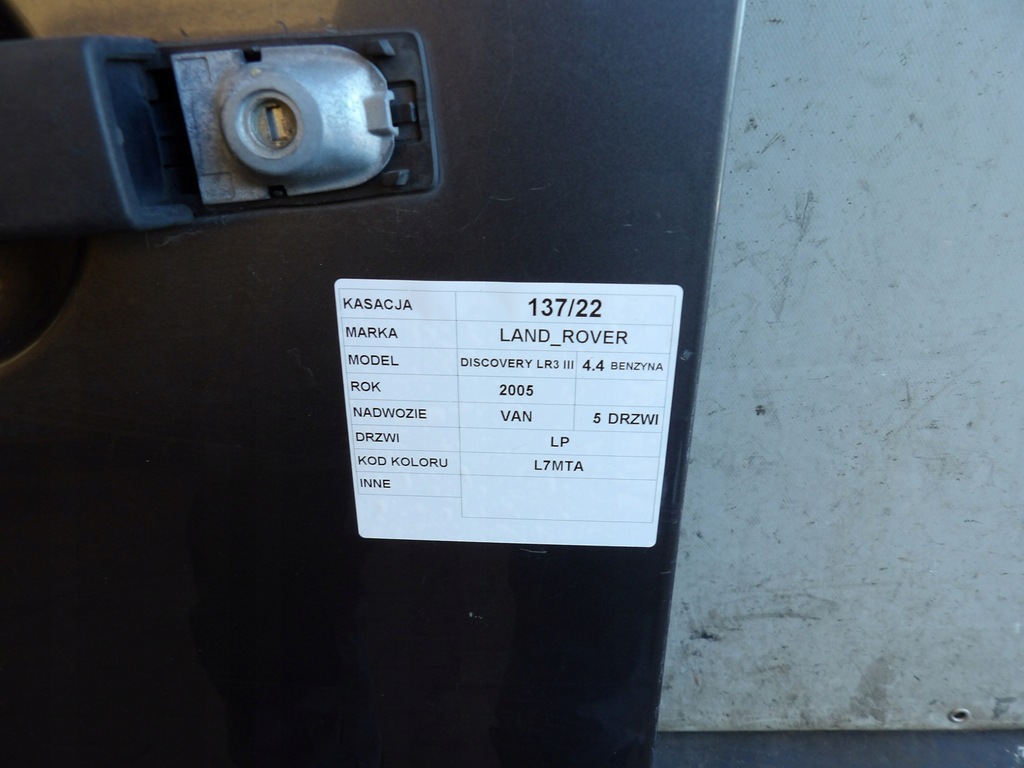 KASACJA 137/22
MARKA LAND_ROVER
MODEL DISCOVERY LR3 III 4.4 BENZYNA
ROK 2005
NADWOZIE VAN 5 DRZWI
DRZWI LP
KOD KOLORU L7MTA
INNE